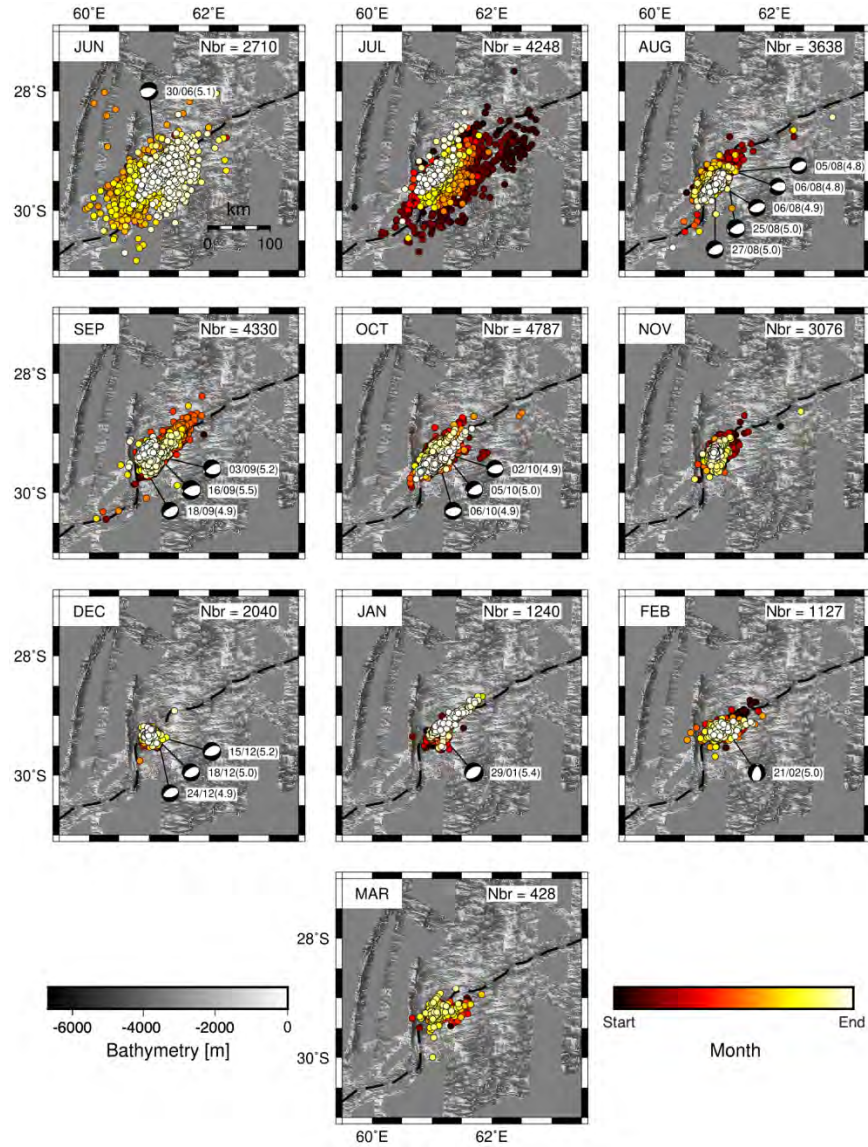 60˚E 62˚E 60˚E 62˚E 60˚E 62˚E
JUN Nbr = 2710
30/06(5.1)
28˚S
30˚S
km
0 100
JUL Nbr = 4248
AUG Nbr = 3638
05/08(4.8)
06/08(4.8)
06/08(4.9)
25/08(5.0)
27/08(5.0)
SEP Nbr = 4330
28˚S
30˚S
03/09(5.2)
16/09(5.5)
18/09(4.9)
OCT Nbr = 4787
02/10(4.9)
05/10(5.0)
06/10(4.9)
NOV Nbr = 3076
DEC Nbr = 2040
28˚S
30˚S
15/12(5.2)
18/12(5.0)
24/12(4.9)
JAN Nbr = 1240
29/01(5.4)
FEB Nbr = 1127
21/02(5.0)
MAR Nbr = 428
28˚S
30˚S
60˚E 62˚E
-6000 -4000 -2000 0
Bathymetry [m]
Start End
Month